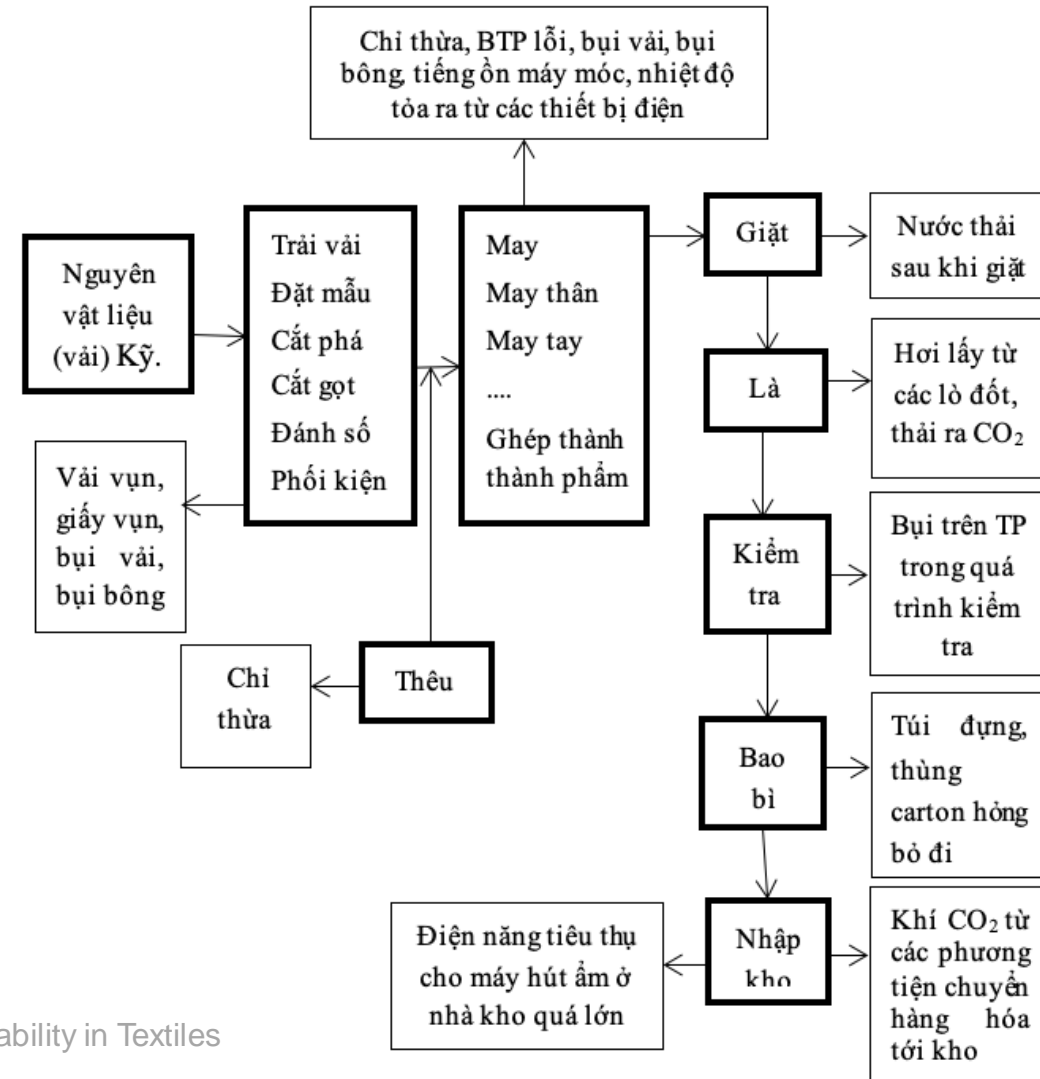 Chỉ thừa, BTP lỗi, bụi vải, bụi
bông, tiếng ồn máy móc, nhiệt độ
tỏa ra từ các thiết bị điện
Nguyên
vật liệu
(vải) Kỹ.
Trải vải
Đặt mẫu
Cắt phá
Cắt gọt
Đánh số
Phối kiện
May
May thân
May tay
....
Ghép thành
thành phẩm
Giặt
Nước thải
sau khi giặt
Là
Hơi lấy từ
các lò đốt,
thải ra CO₂
Vải vụn,
giấy vụn,
bụi vải,
bụi bông
Kiểm
tra
Bụi trên TP
trong quá
trình kiểm
tra
Chỉ
thừa
Thêu
Bao
bì
Túi đựng,
thùng
carton hỏng
bỏ đi
Điện năng tiêu thụ
cho máy hút ẩm ở
nhà kho quá lớn
Nhập
kho
Khí CO₂ từ
các phương
tiện chuyển
hàng hóa
tới kho
ability in Textiles